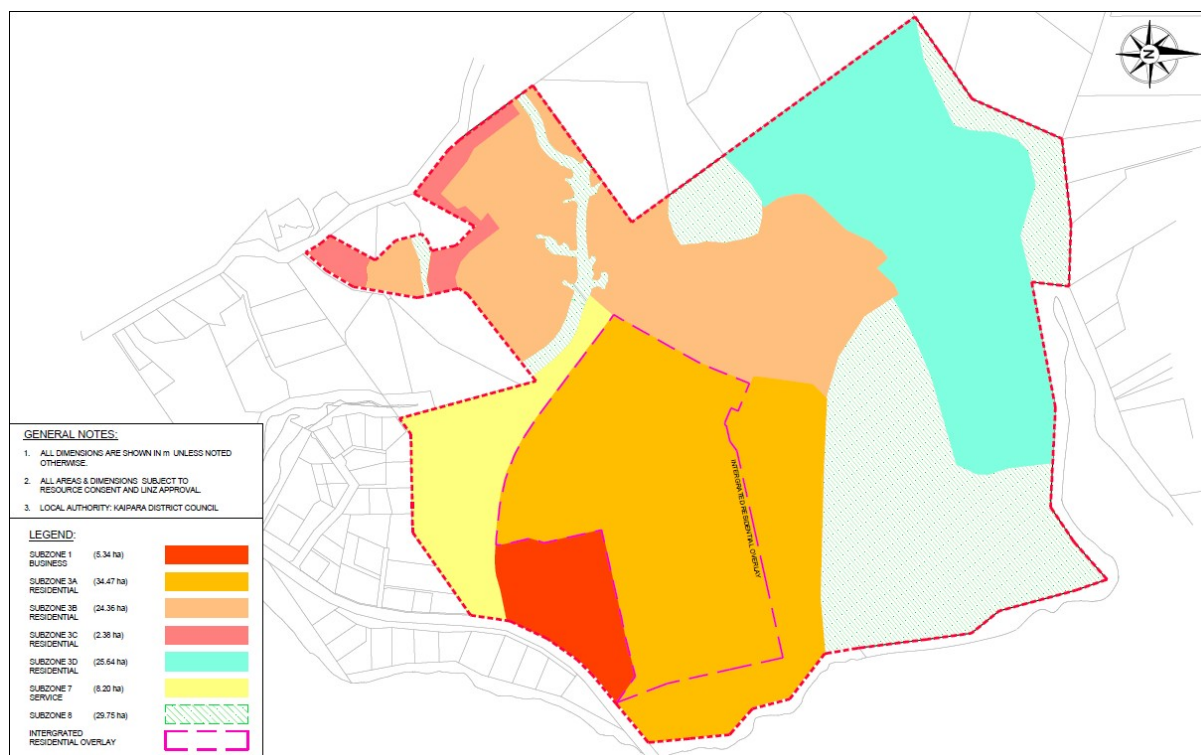 N
INTERGRATED RESIDENTIAL OVERLAY
GENERAL NOTES:
1. ALL DIMENSIONS ARE SHOWN IN m UNLESS NOTED
OTHERWISE.
2. ALL AREAS & DIMENSIONS SUBJECT TO
RESOURCE CONSENT AND LINZ APPROVAL.
3. LOCAL AUTHORITY: KAIPARA DISTRICT COUNCIL
LEGEND:
SUBZONE 1 (5.34 ha)
BUSINESS
SUBZONE 3A (34.47 ha)
RESIDENTIAL
SUBZONE 3B (24.36 ha)
RESIDENTIAL
SUBZONE 3C (2.38 ha)
RESIDENTIAL
SUBZONE 3D (25.64 ha)
RESIDENTIAL
SUBZONE 7 (8.20 ha)
SERVICE
SUBZONE 8 (29.75 ha)
INTERGRATED
RESIDENTIAL OVERLAY